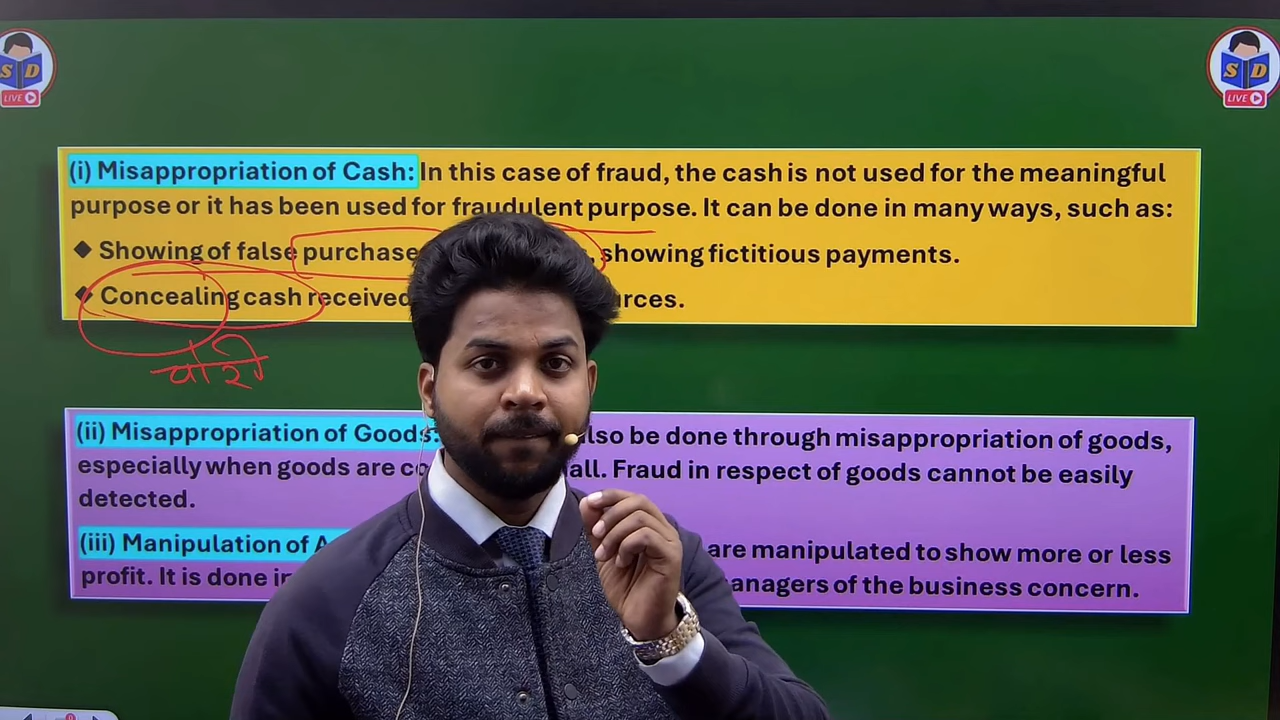 S D
LIVE
S D
LIVE
(i) Misappropriation of Cash: In this case of fraud, the cash is not used for the meaningful
purpose or it has been used for fraudulent purpose. It can be done in many ways, such as:
◆ Showing of false purchase , showing fictitious payments.
◆ Concealing cash received urces.
चोरी
(ii) Misappropriation of Goods: lso be done through misappropriation of goods,
especially when goods are co all. Fraud in respect of goods cannot be easily
detected.
(iii) Manipulation of A are manipulated to show more or less
profit. It is done in anagers of the business concern.